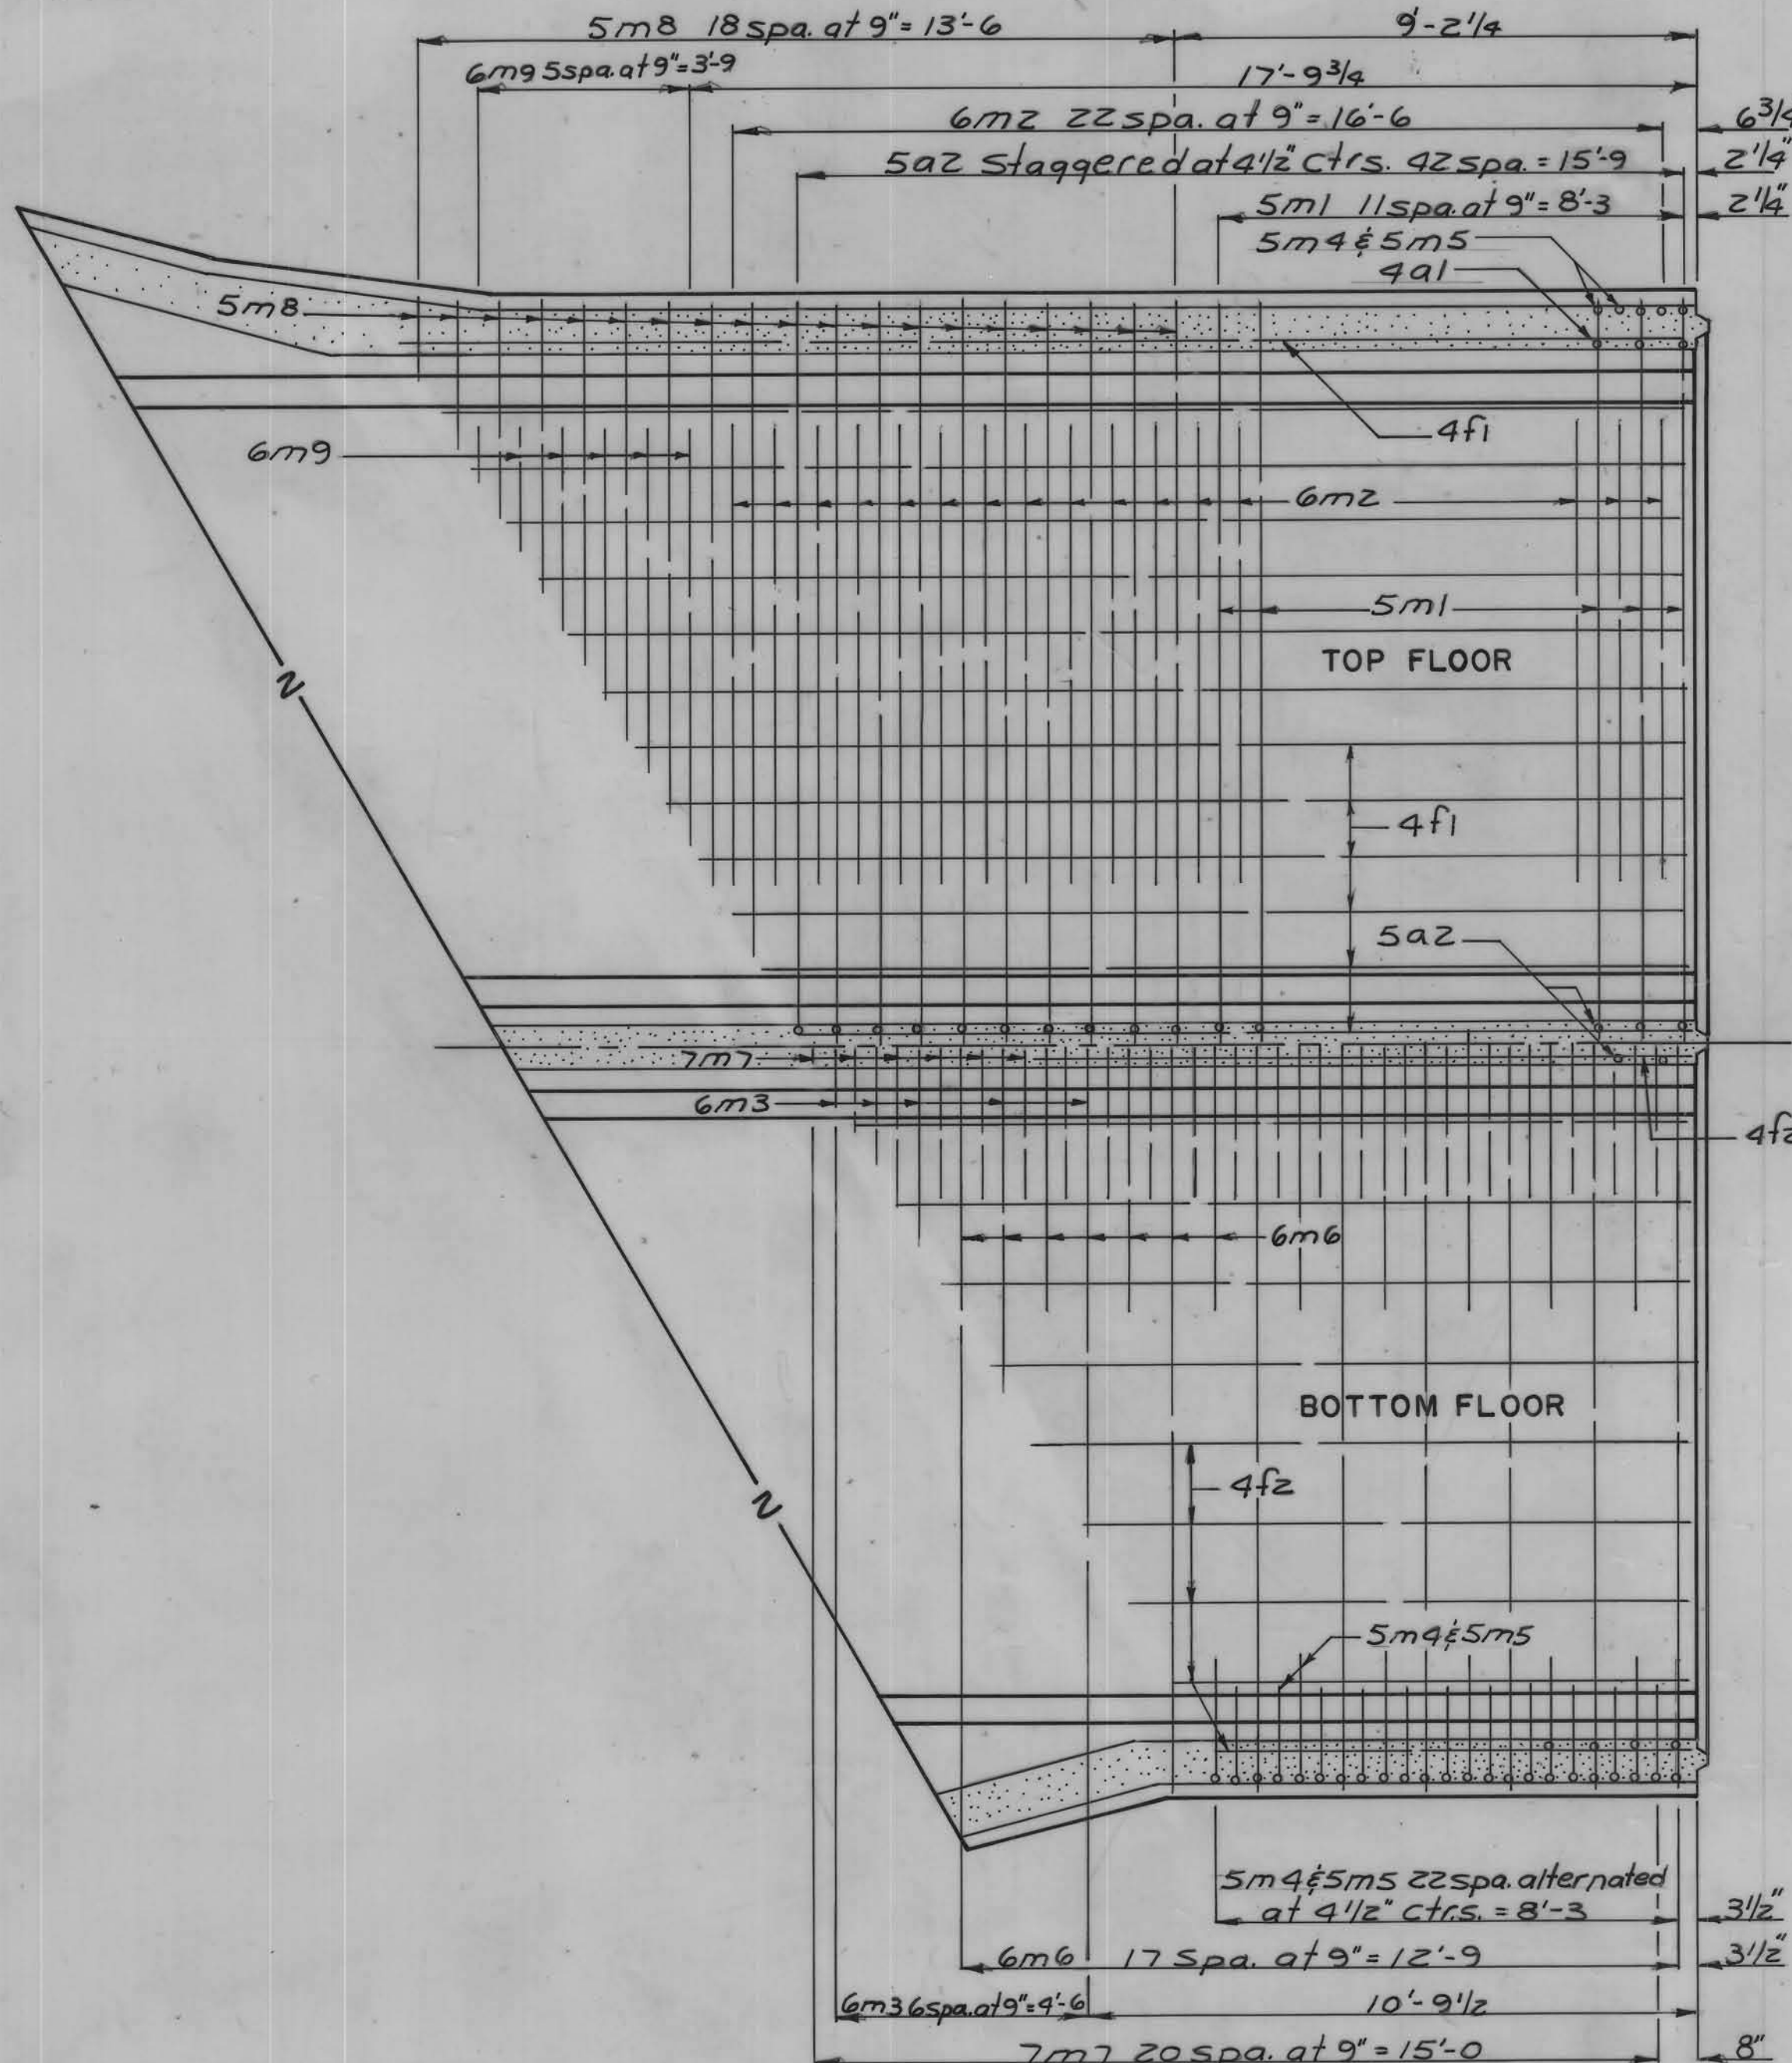 5m8 18 spa. at 9" = 13'-6
9'-2 1/4
6m9 5 spa. at 9" = 3'-9
17'-9 3/4
6m2 22 spa. at 9" = 16'-6
6 3/4
5a2 Staggered at 4 1/2" Ctrs. 42 spa. = 15'-9
2 1/4"
5m1 11 spa. at 9" = 8'-3
2 1/4"
5m4 & 5m5
4a1
5m8
4f1
6m9
6m2
5m1
TOP FLOOR
4f1
5a2
7m7
6m3
4f2
6m6
BOTTOM FLOOR
4f2
5m4 & 5m5
5m4 & 5m5 22 spa. alternated
at 4 1/2" Ctrs. = 8'-3
3 1/2"
6m6 17 Spa. at 9" = 12'-9
3 1/2"
6m3 6 spa. at 9" = 4'-6
10'-9 1/2
7m7 20 spa. at 9" = 15'-0
8"